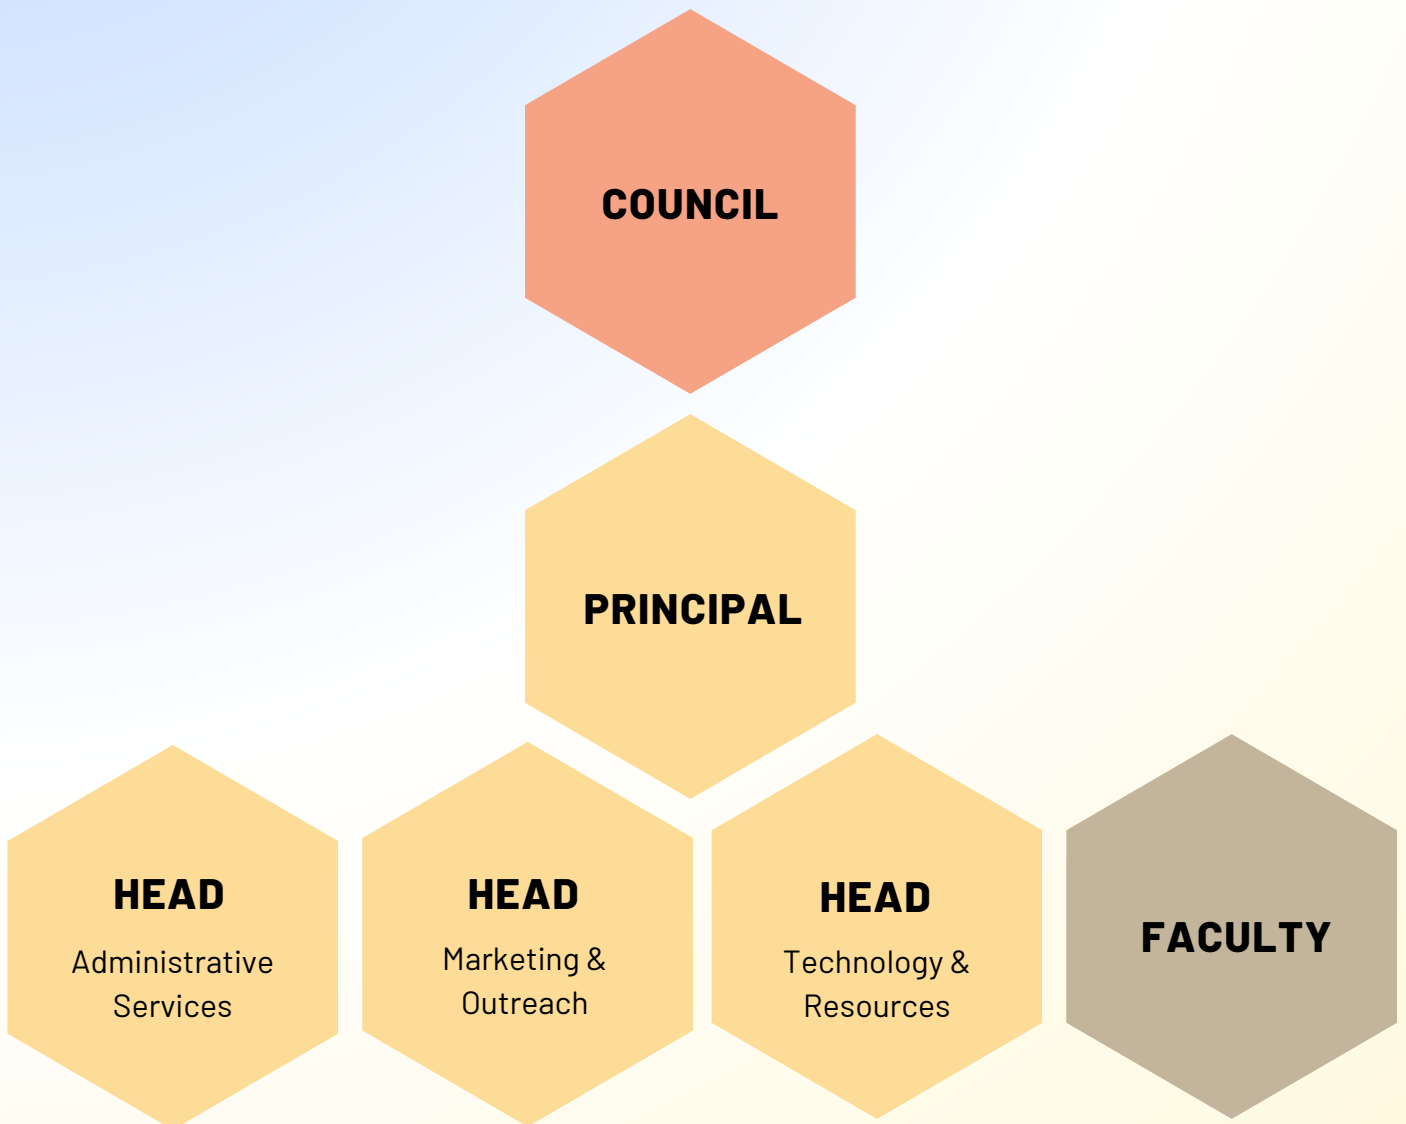 COUNCIL
PRINCIPAL
HEAD
Administrative
Services
HEAD
Marketing &
Outreach
HEAD
Technology &
Resources
FACULTY